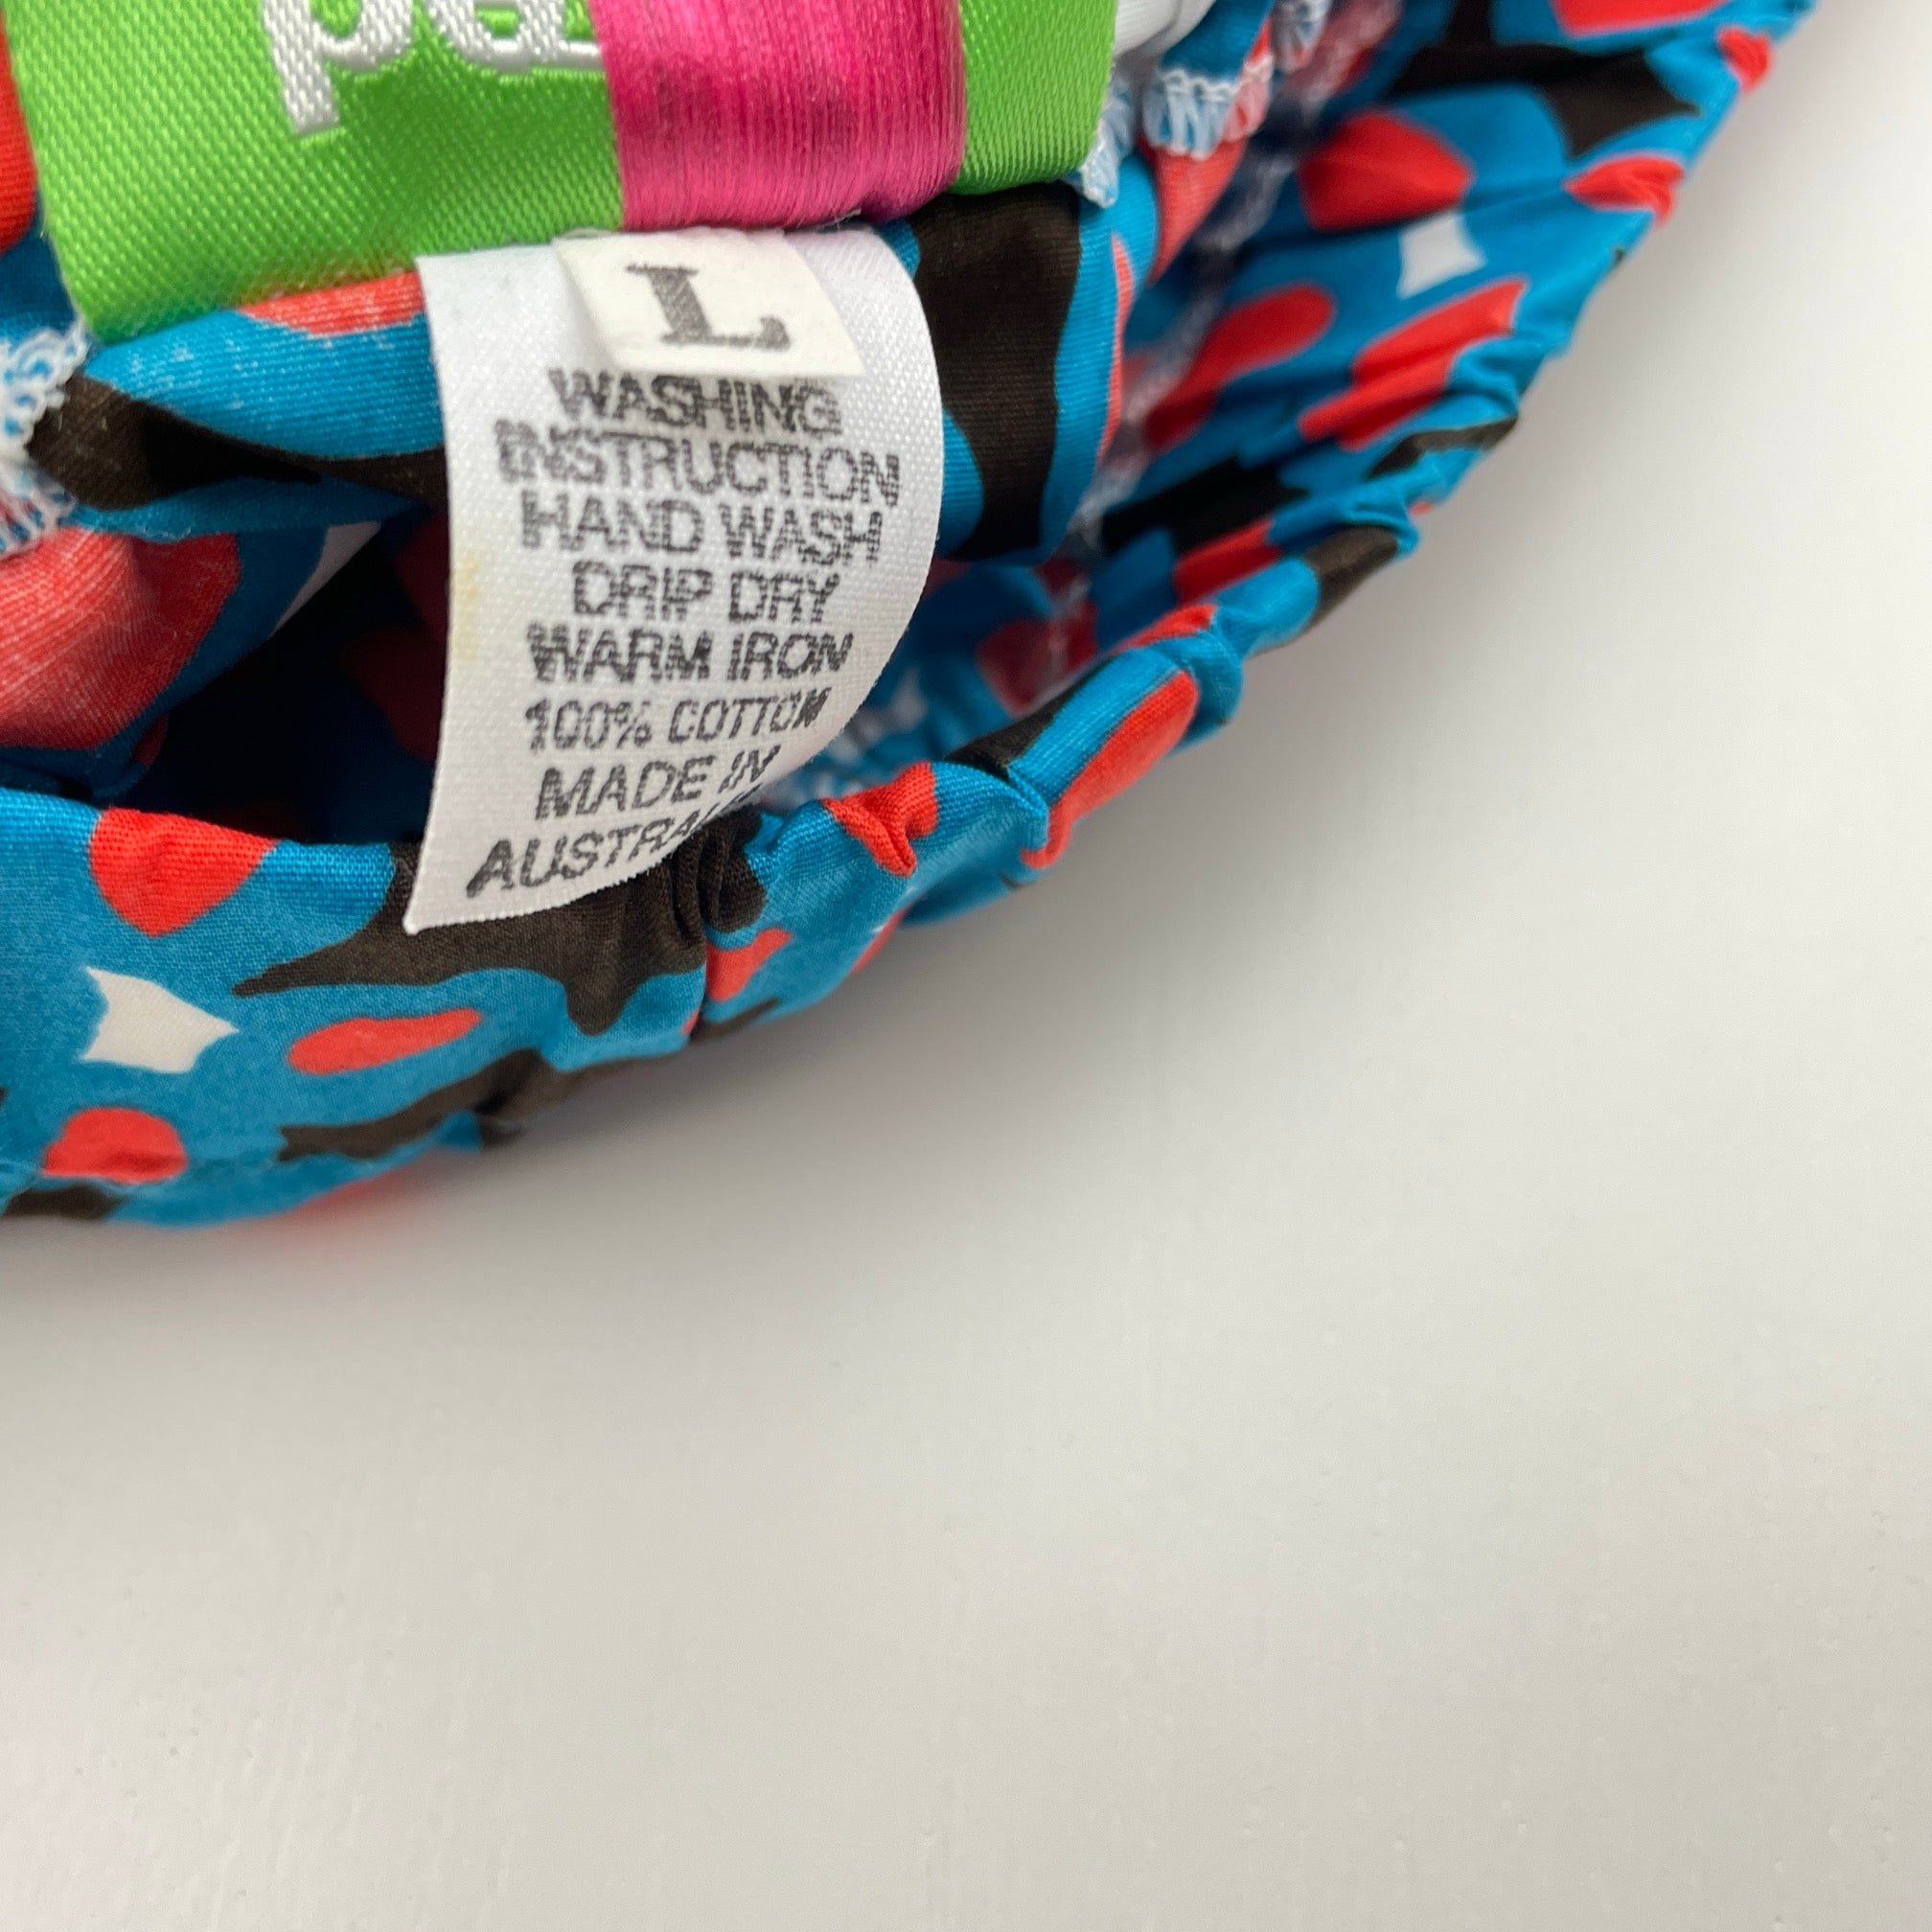 L
WASHING
INSTRUCTION
HAND WASH
DRIP DRY
WARM IRON
100% COTTON
MADE IN